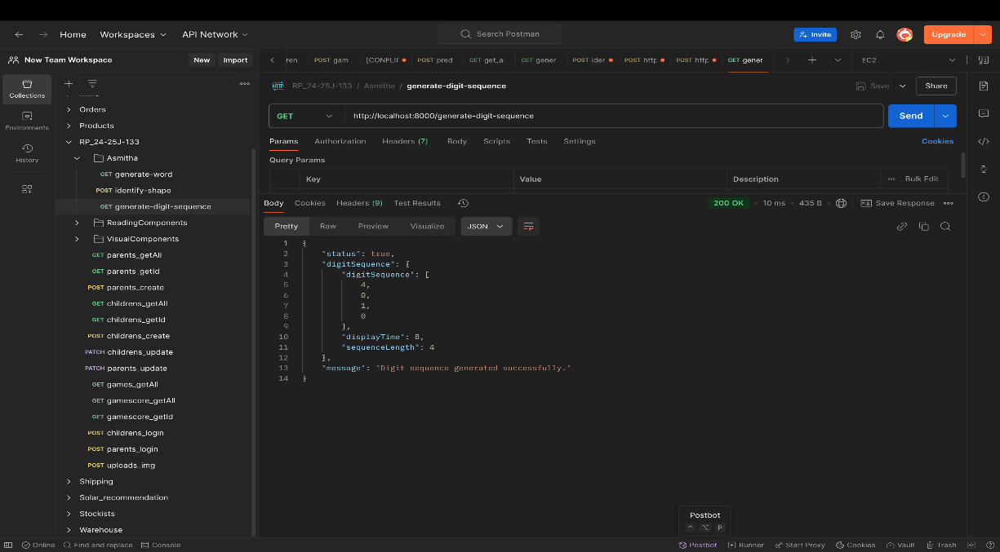 Home Workspaces API Network Search Postman Invite Upgrade
New Team Workspace New Import
ren POST gam [CONFLIC POST pred GET get_a GET gener POST ider POST http POST http GET gener EC2
Collections
Environments
History
Orders
Products
RP_24-25J-133
Asmitha
GET generate-word
POST identify-shape
GET generate-digit-sequence
ReadingComponents
VisualComponents
GET parents_getAll
GET parents_getId
POST parents_create
GET childrens_getAll
GET childrens_getId
POST childrens_create
PATCH childrens_update
PATCH parents_update
GET games_getAll
GET gamescore_getAll
GET gamescore_getId
POST childrens_login
POST parents_login
POST uploads_img
Shipping
Solar_recommendation
Stockists
Warehouse
HTTP RP_24-25J-133 / Asmitha / generate-digit-sequence Save Share
GET http://localhost:8000/generate-digit-sequence Send
Params Authorization Headers (7) Body Scripts Tests Settings Cookies
Query Params
Key Value Description Bulk Edit
Body Cookies Headers (9) Test Results 200 OK 10 ms 435 B Save Response
Pretty Raw Preview Visualize JSON
1 {
2 "status": true,
3 "digitSequence": {
4 "digitSequence": [
5 4,
6 0,
7 1,
8 0
9 ],
10 "displayTime": 8,
11 "sequenceLength": 4
12 },
13 "message": "Digit sequence generated successfully."
14 }
Postbot
^ ⌥ P
Online Find and replace Console Postbot Runner Start Proxy Cookies Vault Trash